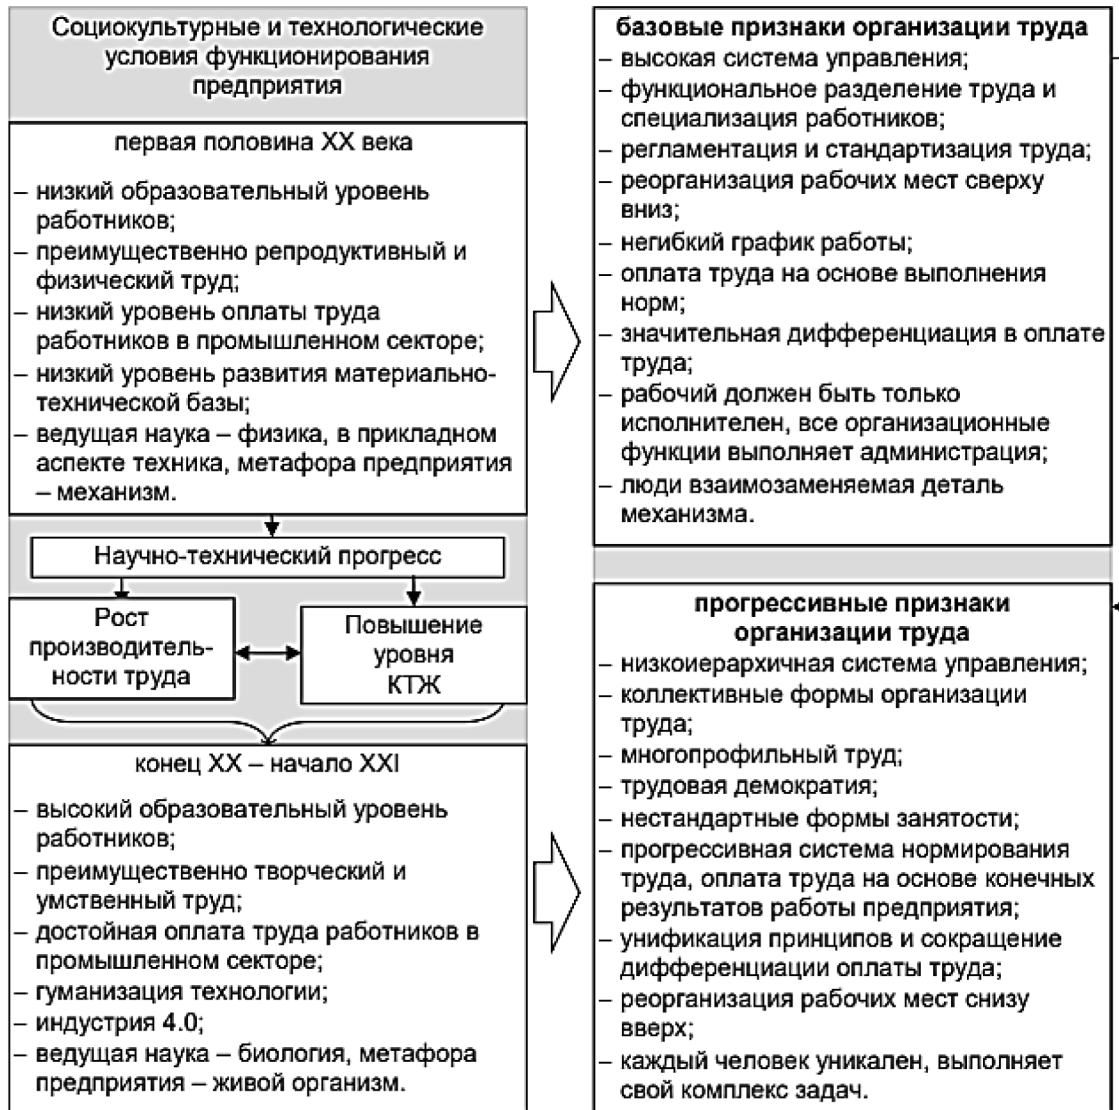 Социокультурные и технологические
условия функционирования
предприятия
первая половина XX века
– низкий образовательный уровень
работников;
– преимущественно репродуктивный и
физический труд;
– низкий уровень оплаты труда
работников в промышленном секторе;
– низкий уровень развития материально-
технической базы;
– ведущая наука – физика, в прикладном
аспекте техника, метафора предприятия
– механизм.
Научно-технический прогресс
Рост
производитель-
ности труда
Повышение
уровня
КТЖ
конец XX – начало XXI
– высокий образовательный уровень
работников;
– преимущественно творческий и
умственный труд;
– достойная оплата труда работников в
промышленном секторе;
– гуманизация технологии;
– индустрия 4.0;
– ведущая наука – биология, метафора
предприятия – живой организм.
базовые признаки организации труда
– высокая система управления;
– функциональное разделение труда и
специализация работников;
– регламентация и стандартизация труда;
– реорганизация рабочих мест сверху
вниз;
– негибкий график работы;
– оплата труда на основе выполнения
норм;
– значительная дифференциация в оплате
труда;
– рабочий должен быть только
исполнителен, все организационные
функции выполняет администрация;
– люди взаимозаменяемая деталь
механизма.
прогрессивные признаки
организации труда
– низкоиерархичная система управления;
– коллективные формы организации
труда;
– многопрофильный труд;
– трудовая демократия;
– нестандартные формы занятости;
– прогрессивная система нормирования
труда, оплата труда на основе конечных
результатов работы предприятия;
– унификация принципов и сокращение
дифференциации оплаты труда;
– реорганизация рабочих мест снизу
вверх;
– каждый человек уникален, выполняет
свой комплекс задач.